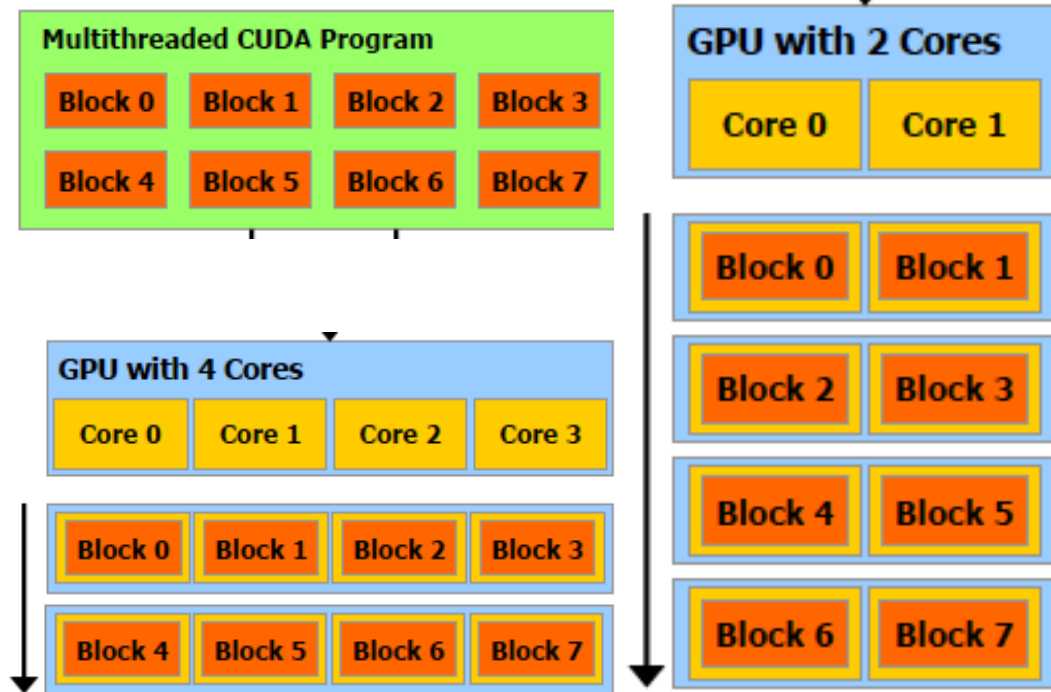 Multithreaded CUDA Program
Block 0 Block 1 Block 2 Block 3
Block 4 Block 5 Block 6 Block 7
GPU with 4 Cores
Core 0 Core 1 Core 2 Core 3
Block 0 Block 1 Block 2 Block 3
Block 4 Block 5 Block 6 Block 7
GPU with 2 Cores
Core 0 Core 1
Block 0 Block 1
Block 2 Block 3
Block 4 Block 5
Block 6 Block 7